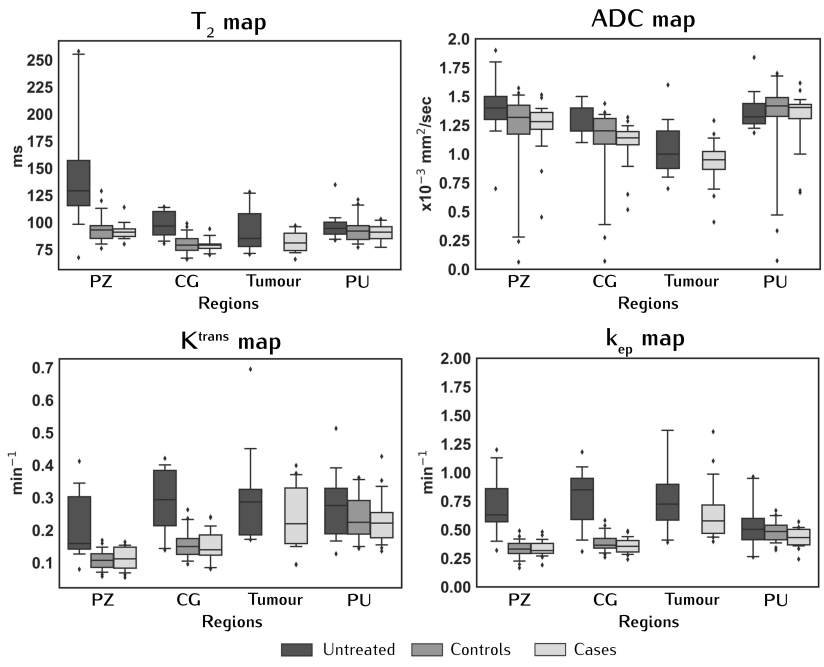 T2 map
ms
250
225
200
175
150
125
100
75
PZ CG Tumour PU
Regions
ADC map
x10−3 mm2/sec
2.0
1.5
1.5
1.0
0.75
0.5
0.25
0.0
PZ CG Tumour PU
Regions
Ktrans map
min−1
0.7
0.6
0.5
0.4
0.3
0.2
0.1
PZ CG Tumour PU
Regions
kep map
min−1
2.00
1.75
1.50
1.25
1.00
0.75
0.50
0.25
0.00
PZ CG Tumour PU
Regions
Untreated Controls Cases